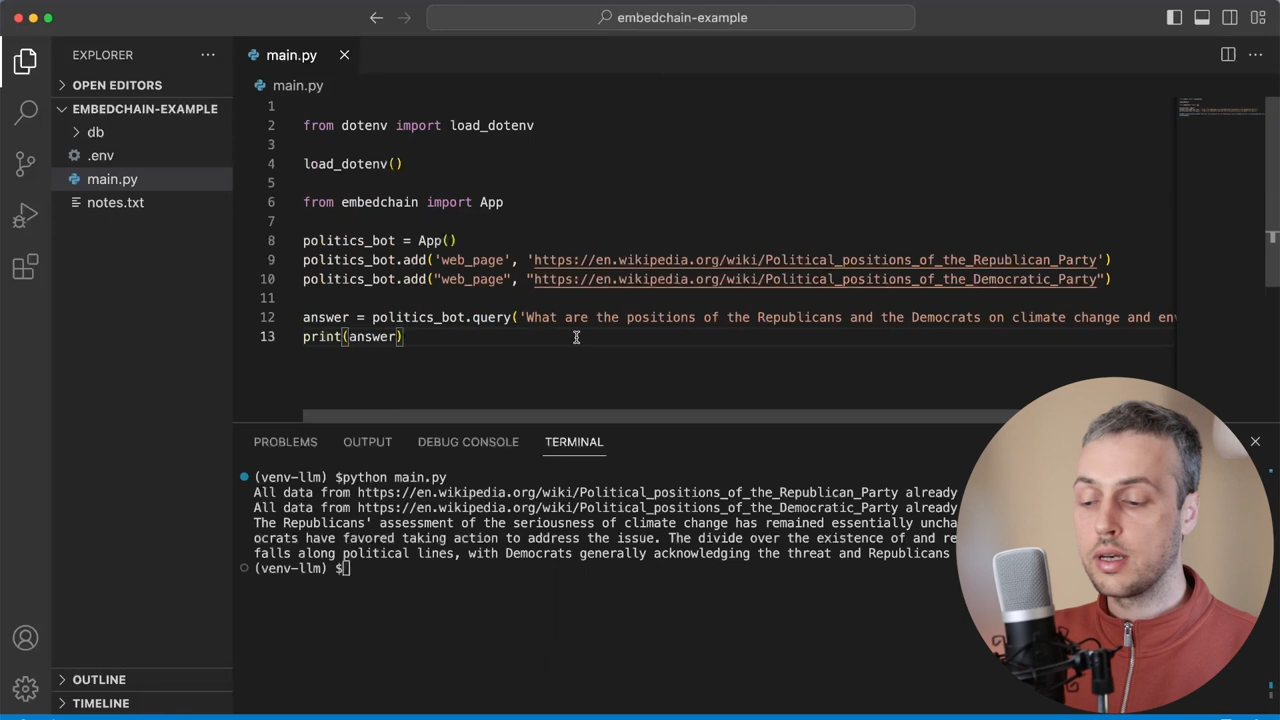 embedchain-example
EXPLORER
main.py
OPEN EDITORS
main.py
EMBEDCHAIN-EXAMPLE
db
.env
main.py
notes.txt
1
2 from dotenv import load_dotenv
3
4 load_dotenv()
5
6 from embedchain import App
7
8 politics_bot = App()
9 politics_bot.add('web_page', 'https://en.wikipedia.org/wiki/Political_positions_of_the_Republican_Party')
10 politics_bot.add("web_page", "https://en.wikipedia.org/wiki/Political_positions_of_the_Democratic_Party")
11
12 answer = politics_bot.query('What are the positions of the Republicans and the Democrats on climate change and en
13 print(answer)
PROBLEMS OUTPUT DEBUG CONSOLE TERMINAL
(venv-llm) $python main.py
All data from https://en.wikipedia.org/wiki/Political_positions_of_the_Republican_Party already
All data from https://en.wikipedia.org/wiki/Political_positions_of_the_Democratic_Party already
The Republicans' assessment of the seriousness of climate change has remained essentially uncha
ocrats have favored taking action to address the issue. The divide over the existence of and re
falls along political lines, with Democrats generally acknowledging the threat and Republicans
(venv-llm) $
OUTLINE
TIMELINE